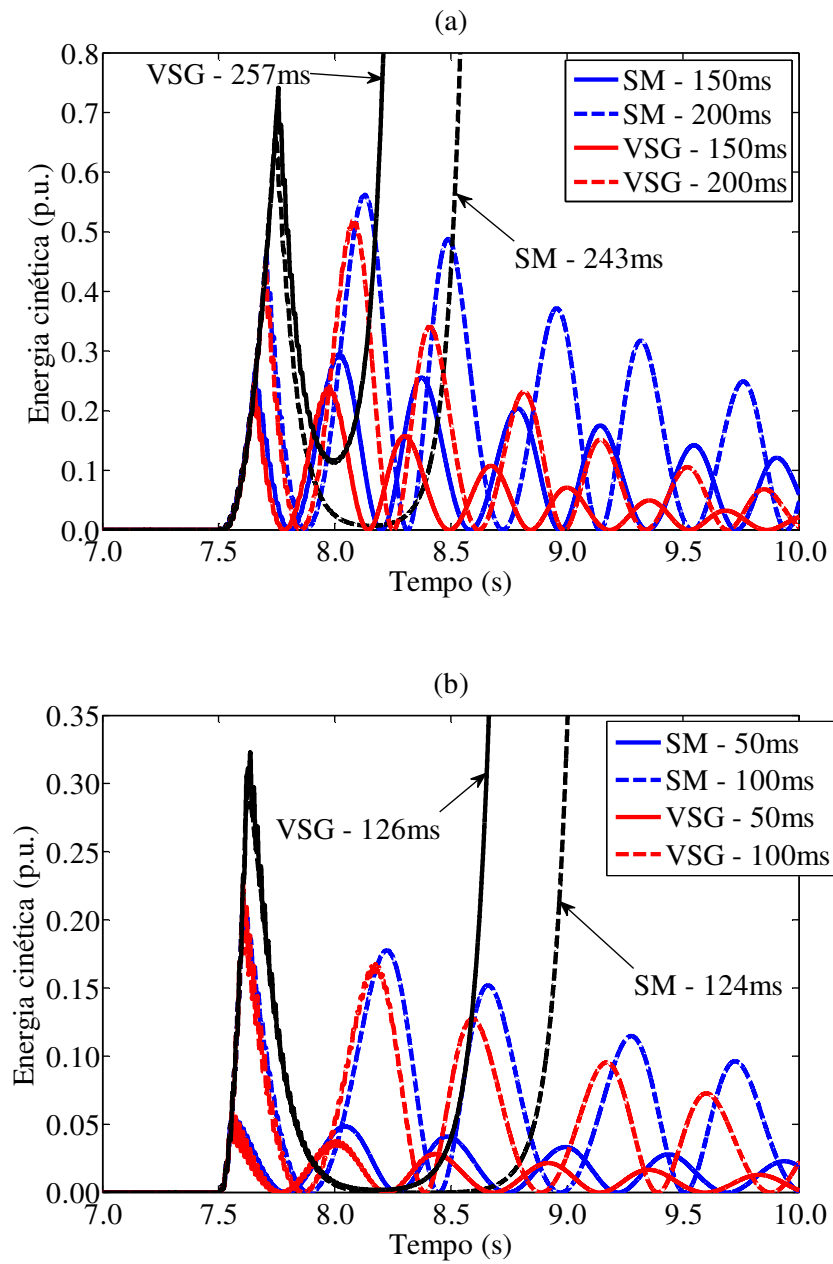 (a)
Energia cinética (p.u.)
0.8
0.7
0.6
0.5
0.4
0.3
0.2
0.1
0.0
VSG - 257ms
SM - 243ms
SM - 150ms
SM - 200ms
VSG - 150ms
VSG - 200ms
7.0 7.5 8.0 8.5 9.0 9.5 10.0
Tempo (s)
(b)
Energia cinética (p.u.)
0.35
0.30
0.25
0.20
0.15
0.10
0.05
0.00
VSG - 126ms
SM - 124ms
SM - 50ms
SM - 100ms
VSG - 50ms
VSG - 100ms
7.0 7.5 8.0 8.5 9.0 9.5 10.0
Tempo (s)